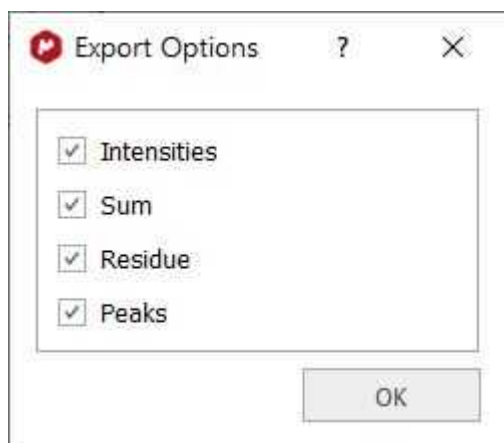 Export Options ?
Intensities
Sum
Residue
Peaks
OK